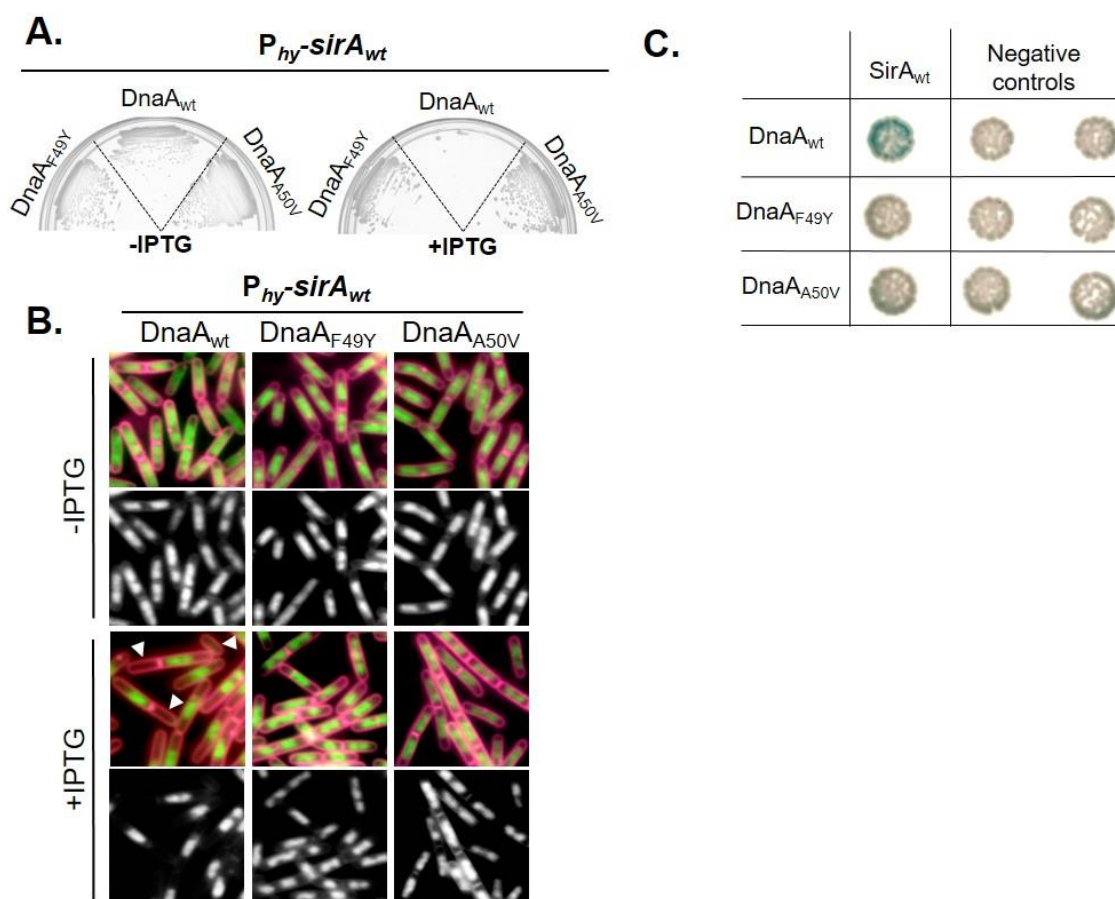 A.
P_hy-sirA_wt
DnaA_wt
DnaA_F49Y
DnaA_A50V
-IPTG
DnaA_wt
DnaA_F49Y
DnaA_A50V
+IPTG
B.
P_hy-sirA_wt
DnaA_wt DnaA_F49Y DnaA_A50V
-IPTG
+IPTG
C.
SirA_wt Negative
controls
DnaA_wt
DnaA_F49Y
DnaA_A50V